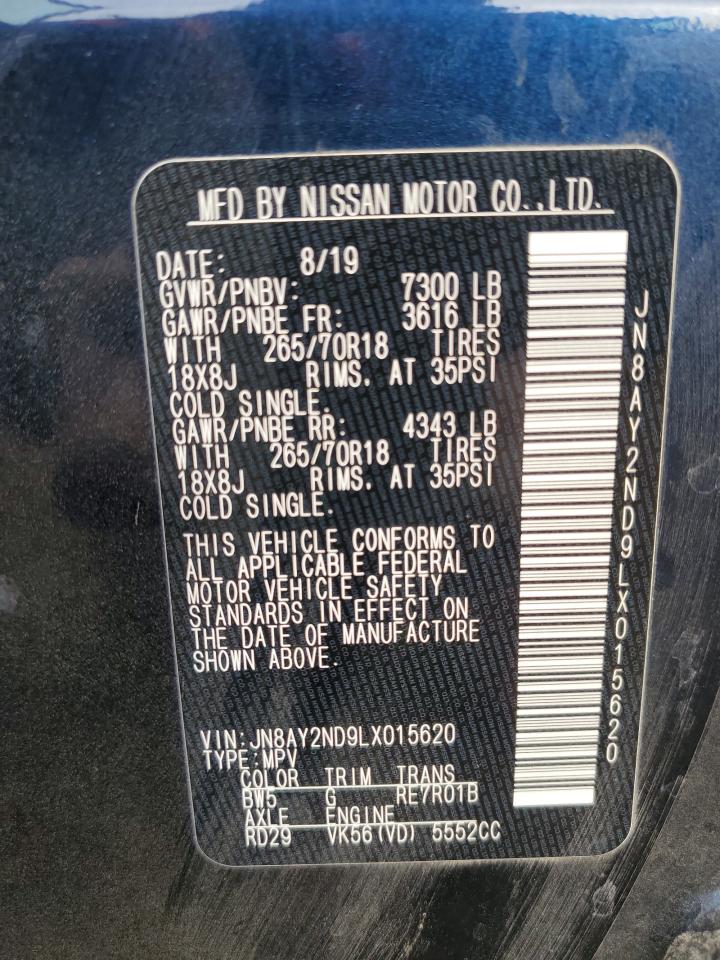 MFD BY NISSAN MOTOR CO.,LTD.
DATE: 8/19
GVWR/PNBV: 7300 LB
GAWR/PNBE FR: 3616 LB
WITH 265/70R18 TIRES
18X8J RIMS. AT 35PSI
COLD SINGLE.
GAWR/PNBE RR: 4343 LB
WITH 265/70R18 TIRES
18X8J RIMS. AT 35PSI
COLD SINGLE.
THIS VEHICLE CONFORMS TO
ALL APPLICABLE FEDERAL
MOTOR VEHICLE SAFETY
STANDARDS IN EFFECT ON
THE DATE OF MANUFACTURE
SHOWN ABOVE.
VIN:JN8AY2ND9LX015620
TYPE:MPV
COLOR TRIM TRANS
BW5 G RE7R01B
AXLE ENGINE
RD29 VK56(VD) 5552CC
JN8AY2ND9LX015620